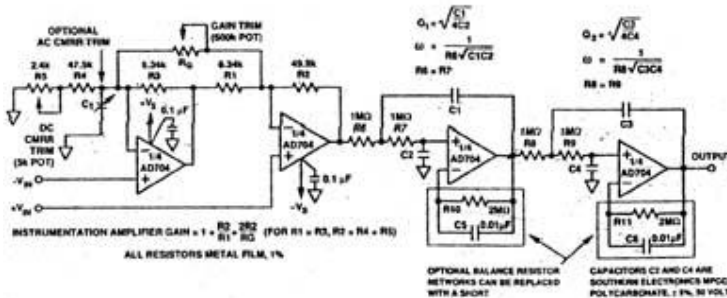 OPTIONAL
AC CMRR TRIM
GAIN TRIM
(500k POT)
RG
2.4k
R5
47.5k
R4
6.34k
R3
6.34k
R1
49.9k
R2
Ct
+VS
0.1 µF
DC
CMRR
TRIM
(5k POT)
1/4
AD704
-VIN
+VIN
1/4
AD704
0.1 µF
-VS
INSTRUMENTATION AMPLIFIER GAIN = 1 + R2/R1 + 2R2/RG (FOR R1 = R3, R2 = R4 + R5)
ALL RESISTORS METAL FILM, 1%
Q1 = √C1/4C2
ω = 1/R6√C1C2
R6 = R7
1MΩ
R6
1MΩ
R7
C1
C2
1/4
AD704
R10
2MΩ
C5
0.01µF
OPTIONAL BALANCE RESISTOR
NETWORKS CAN BE REPLACED
WITH A SHORT
Q2 = √C3/4C4
ω = 1/R8√C3C4
R8 = R9
1MΩ
R8
1MΩ
R9
C3
C4
1/4
AD704
OUTPUT
R11
2MΩ
C6
0.01µF
CAPACITORS C2 AND C4 ARE
SOUTHERN ELECTRONICS MPCC,
POLYCARBONATE, ± 5%, 50 VOLT